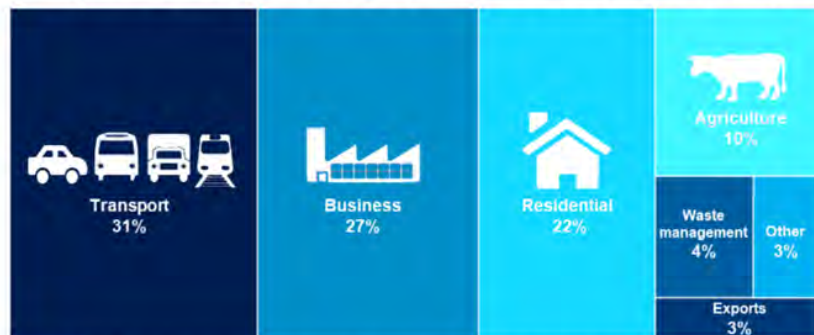 Transport
31%
Business
27%
Residential
22%
Agriculture
10%
Waste
management
4%
Other
3%
Exports
3%